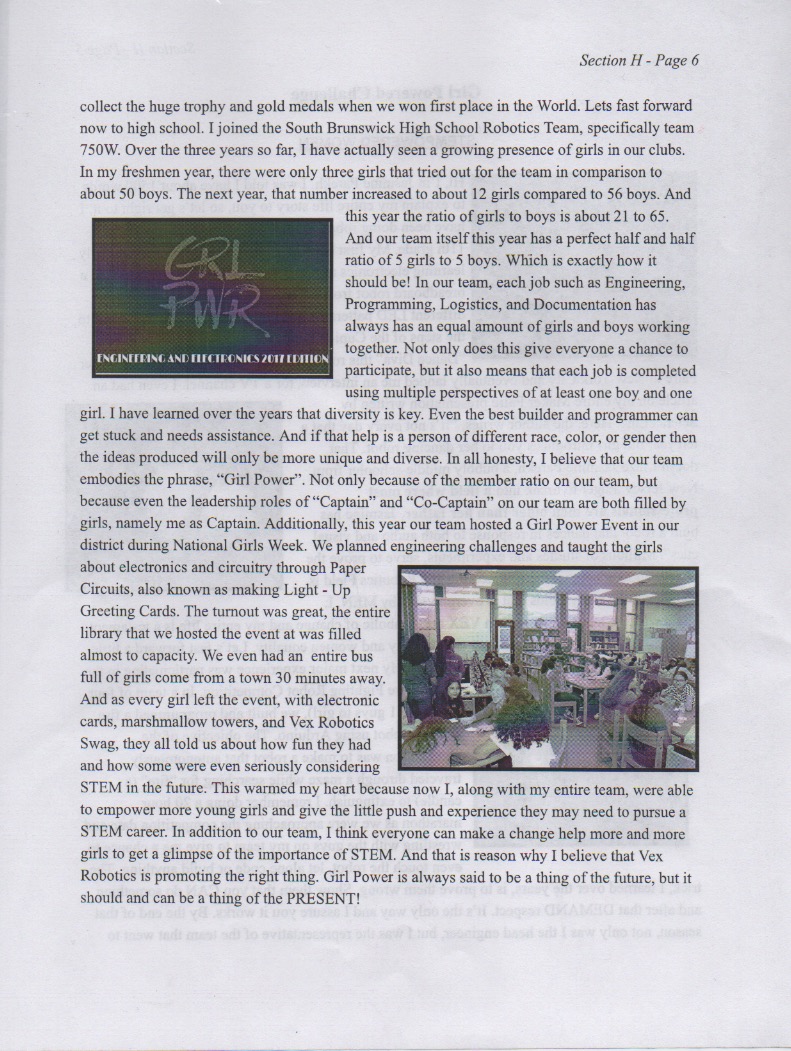 Section H - Page 6
collect the huge trophy and gold medals when we won first place in the World. Lets fast forward
now to high school. I joined the South Brunswick High School Robotics Team, specifically team
750W. Over the three years so far, I have actually seen a growing presence of girls in our clubs.
In my freshmen year, there were only three girls that tried out for the team in comparison to
about 50 boys. The next year, that number increased to about 12 girls compared to 56 boys. And
this year the ratio of girls to boys is about 21 to 65.
And our team itself this year has a perfect half and half
ratio of 5 girls to 5 boys. Which is exactly how it
should be! In our team, each job such as Engineering,
Programming, Logistics, and Documentation has
always has an equal amount of girls and boys working
together. Not only does this give everyone a chance to
participate, but it also means that each job is completed
using multiple perspectives of at least one boy and one
GRL
PWR
ENGINEERING AND ELECTRONICS 2017 EDITION
girl. I have learned over the years that diversity is key. Even the best builder and programmer can
get stuck and needs assistance. And if that help is a person of different race, color, or gender then
the ideas produced will only be more unique and diverse. In all honesty, I believe that our team
embodies the phrase, “Girl Power”. Not only because of the member ratio on our team, but
because even the leadership roles of “Captain” and “Co-Captain” on our team are both filled by
girls, namely me as Captain. Additionally, this year our team hosted a Girl Power Event in our
district during National Girls Week. We planned engineering challenges and taught the girls
about electronics and circuitry through Paper
Circuits, also known as making Light - Up
Greeting Cards. The turnout was great, the entire
library that we hosted the event at was filled
almost to capacity. We even had an entire bus
full of girls come from a town 30 minutes away.
And as every girl left the event, with electronic
cards, marshmallow towers, and Vex Robotics
Swag, they all told us about how fun they had
and how some were even seriously considering
STEM in the future. This warmed my heart because now I, along with my entire team, were able
to empower more young girls and give the little push and experience they may need to pursue a
STEM career. In addition to our team, I think everyone can make a change help more and more
girls to get a glimpse of the importance of STEM. And that is reason why I believe that Vex
Robotics is promoting the right thing. Girl Power is always said to be a thing of the future, but it
should and can be a thing of the PRESENT!